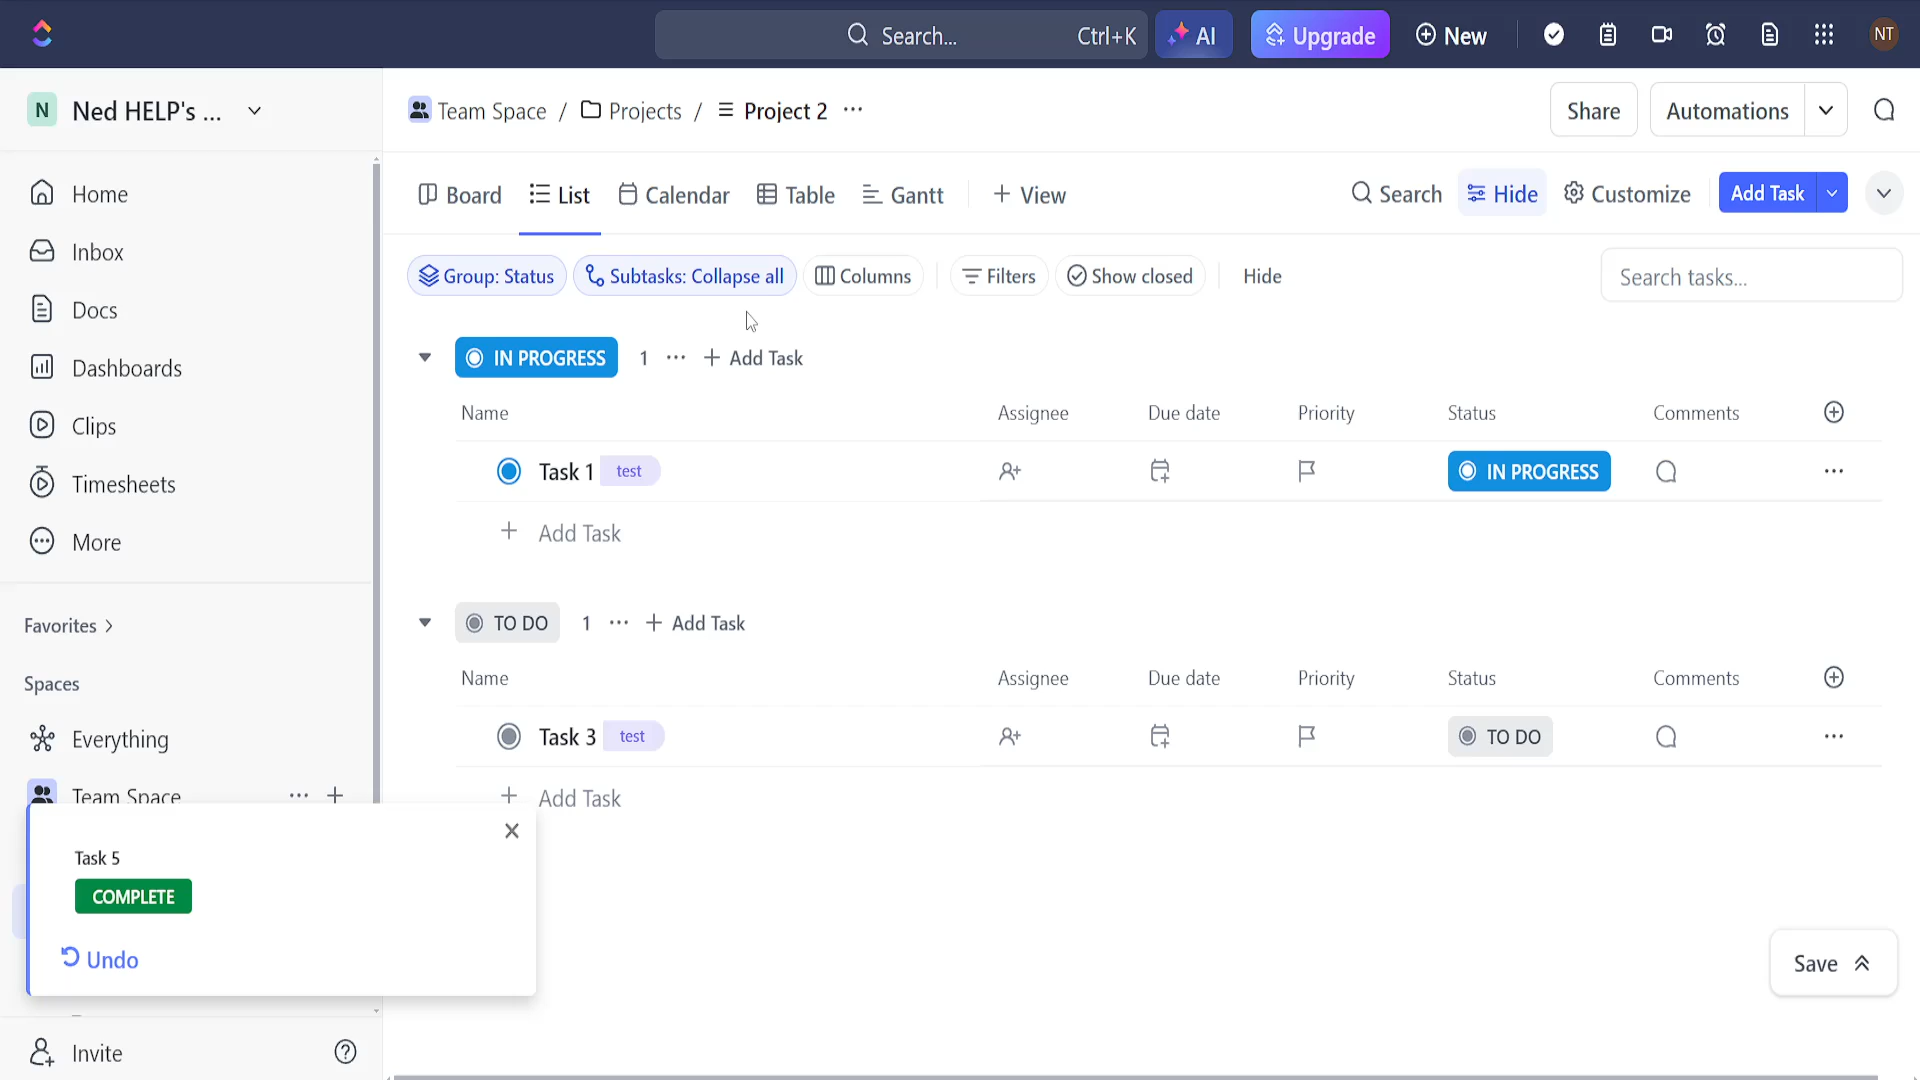 Search... Ctrl+K AI Upgrade New NT
N Ned HELP's ...
Team Space / Projects / Project 2 ...
Share Automations
Home
Inbox
Docs
Dashboards
Clips
Timesheets
More
Favorites
Spaces
Everything
Team Space
Board List Calendar Table Gantt + View
Search Hide Customize Add Task
Group: Status Subtasks: Collapse all Columns Filters Show closed Hide
Search tasks...
IN PROGRESS 1 ... + Add Task
Name Assignee Due date Priority Status Comments
Task 1 test IN PROGRESS
+ Add Task
TO DO 1 ... + Add Task
Name Assignee Due date Priority Status Comments
Task 3 test TO DO
+ Add Task
Task 5
COMPLETE
Undo
Save
Invite